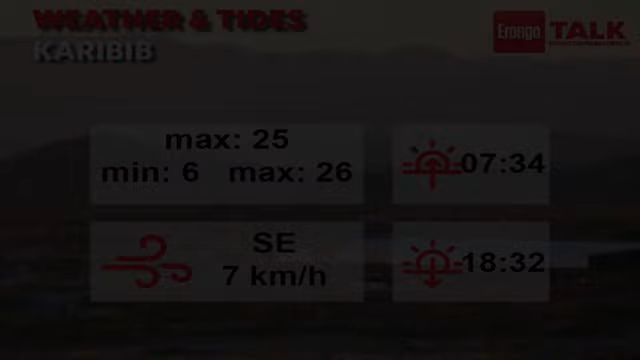 WEATHER & TIDES
KARIBIB
Erongo TALK
max: 25
min: 6 max: 26
07:34
SE
7 km/h
18:32